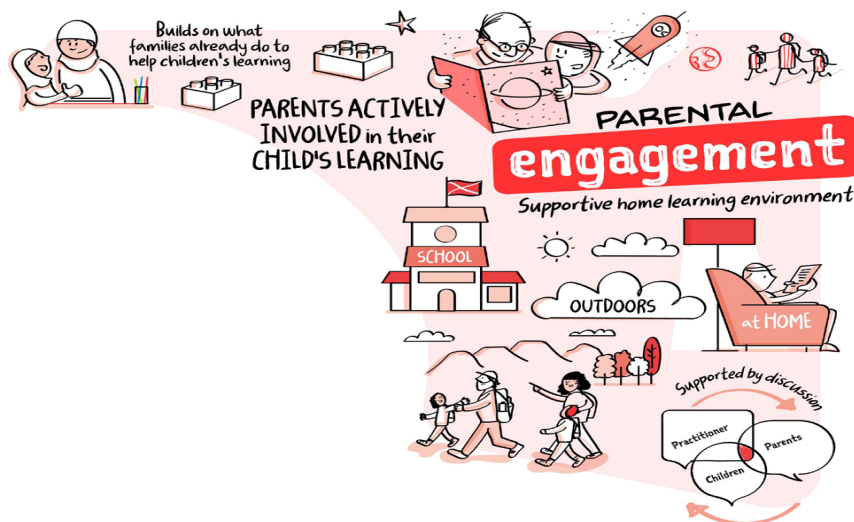 Builds on what
families already do to
help children's learning
PARENTS ACTIVELY
INVOLVED in their
CHILD'S LEARNING
PARENTAL
engagement
Supportive home learning environment
SCHOOL
OUTDOORS
at HOME
Supported by discussion
Practitioner
Parents
Children